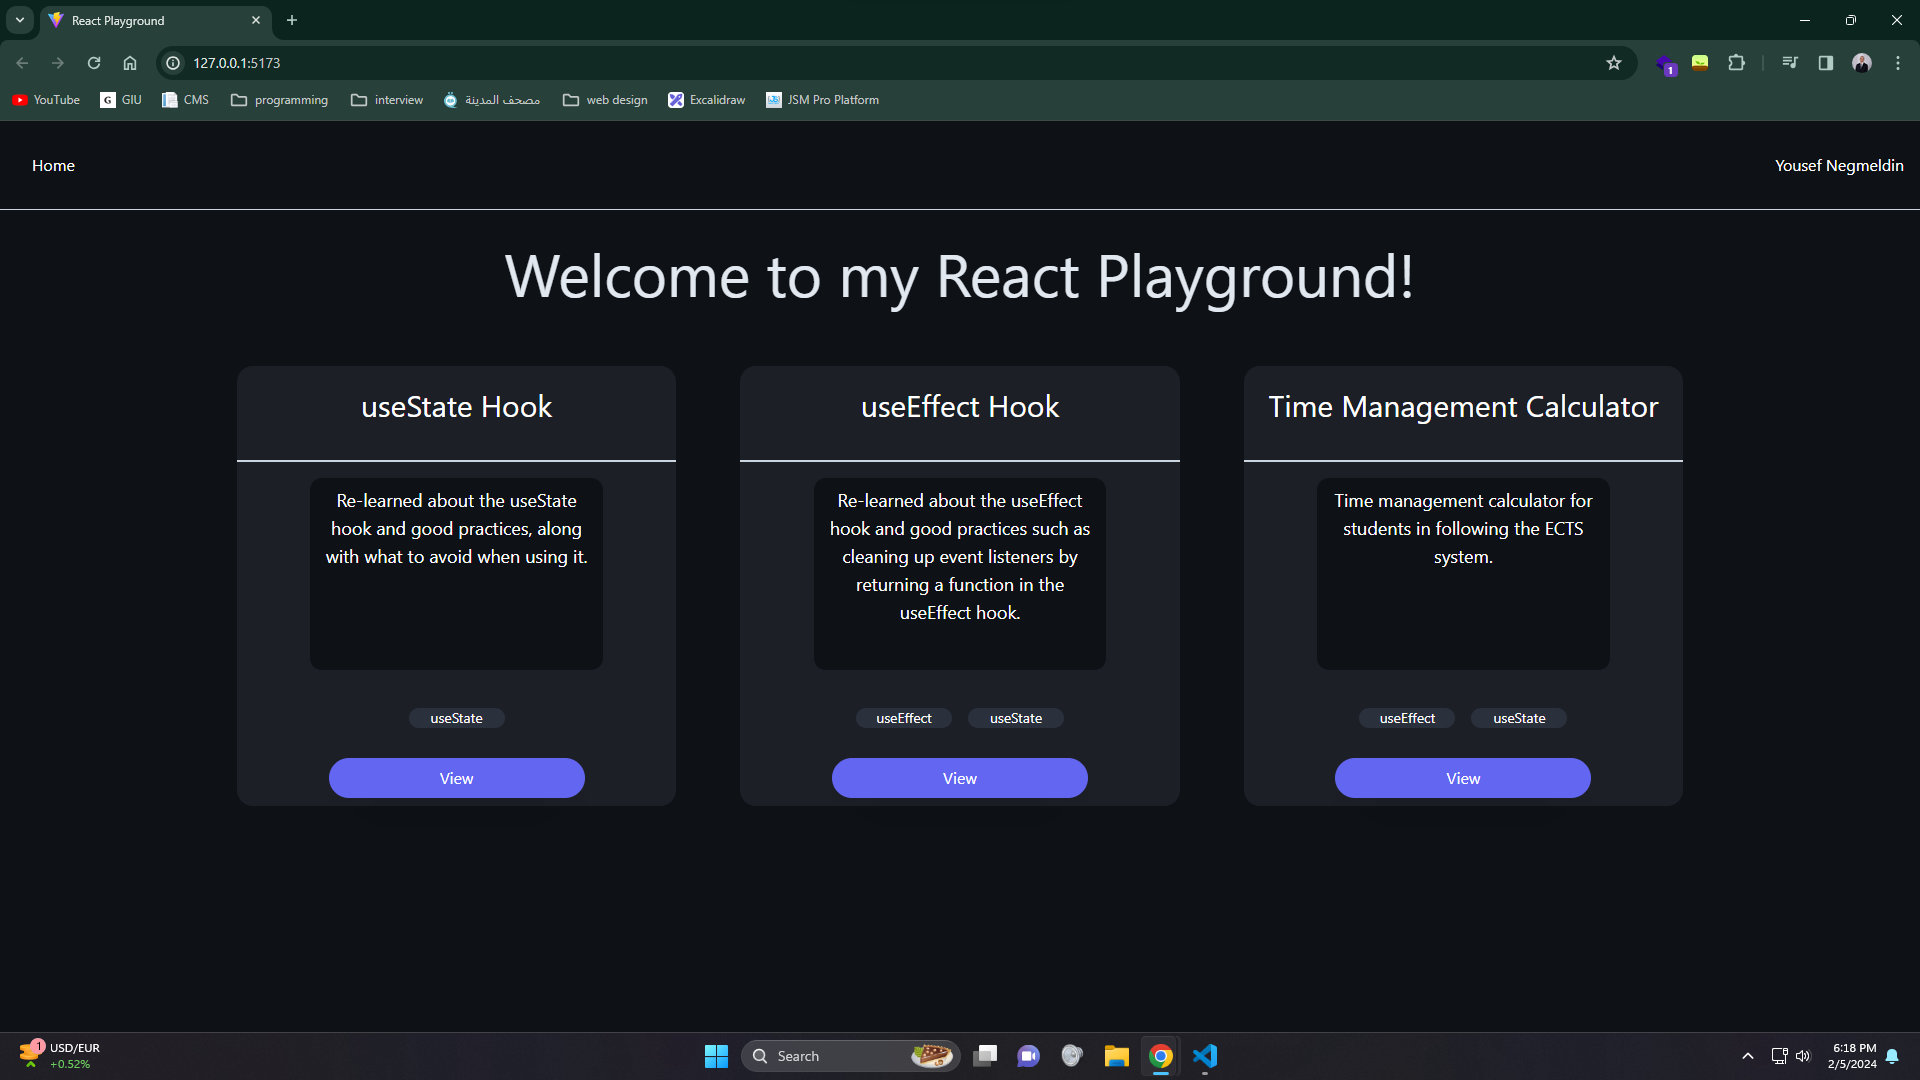 React Playground
127.0.0.1:5173
1
YouTube
G GIU
CMS
programming
interview
مصحف المدينة
web design
Excalidraw
JSM Pro Platform
Home
Yousef Negmeldin
Welcome to my React Playground!
useState Hook
Re-learned about the useState
hook and good practices, along
with what to avoid when using it.
useState
View
useEffect Hook
Re-learned about the useEffect
hook and good practices such as
cleaning up event listeners by
returning a function in the
useEffect hook.
useEffect useState
View
Time Management Calculator
Time management calculator for
students in following the ECTS
system.
useEffect useState
View
1
USD/EUR
+0.52%
Search
6:18 PM
2/5/2024